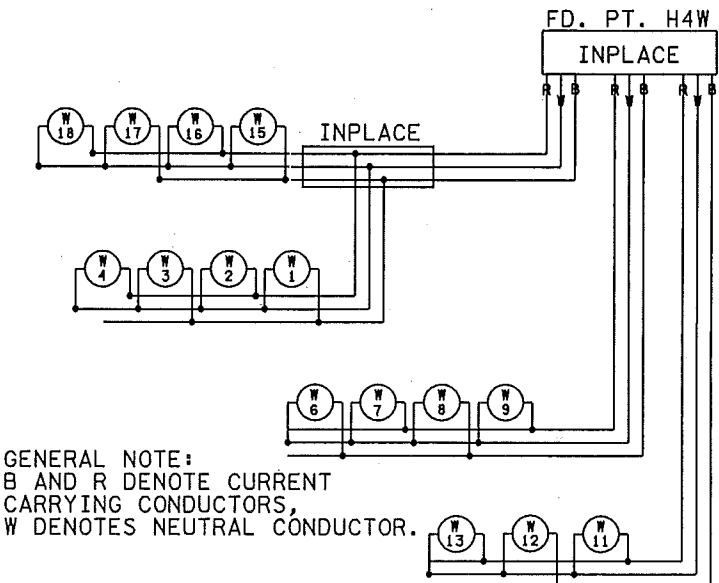 FD. PT. H4W
INPLACE
R B R B R B
W 18 W 17 W 16 W 15
INPLACE
W 4 W 3 W 2 W 1
W 6 W 7 W 8 W 9
GENERAL NOTE:
B AND R DENOTE CURRENT
CARRYING CONDUCTORS,
W DENOTES NEUTRAL CONDUCTOR.
W 13 W 12 W 11